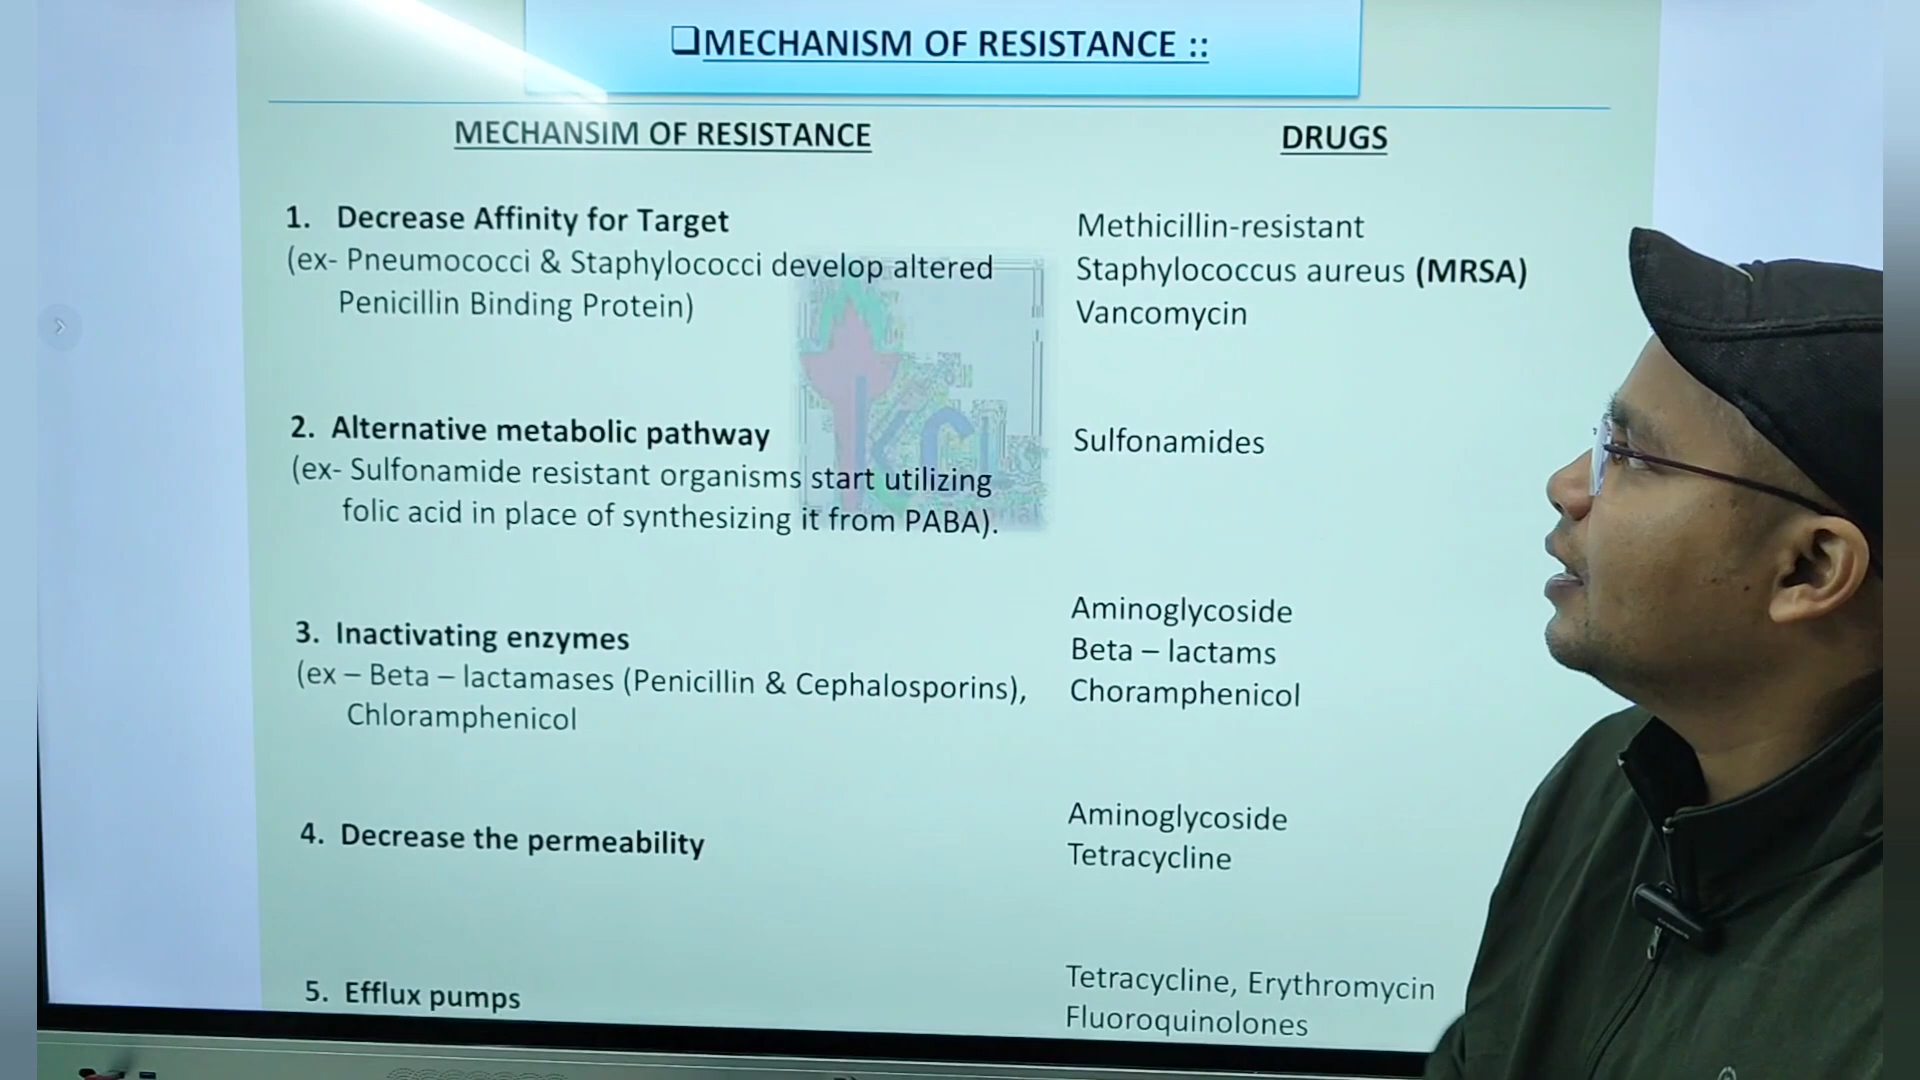 ❑MECHANISM OF RESISTANCE ::
MECHANSIM OF RESISTANCE
DRUGS
1. Decrease Affinity for Target
(ex- Pneumococci & Staphylococci develop altered
Penicillin Binding Protein)
Methicillin-resistant
Staphylococcus aureus (MRSA)
Vancomycin
2. Alternative metabolic pathway
(ex- Sulfonamide resistant organisms start utilizing
folic acid in place of synthesizing it from PABA).
Sulfonamides
KCL
3. Inactivating enzymes
(ex – Beta – lactamases (Penicillin & Cephalosporins),
Chloramphenicol
Aminoglycoside
Beta – lactams
Choramphenicol
4. Decrease the permeability
Aminoglycoside
Tetracycline
5. Efflux pumps
Tetracycline, Erythromycin
Fluoroquinolones